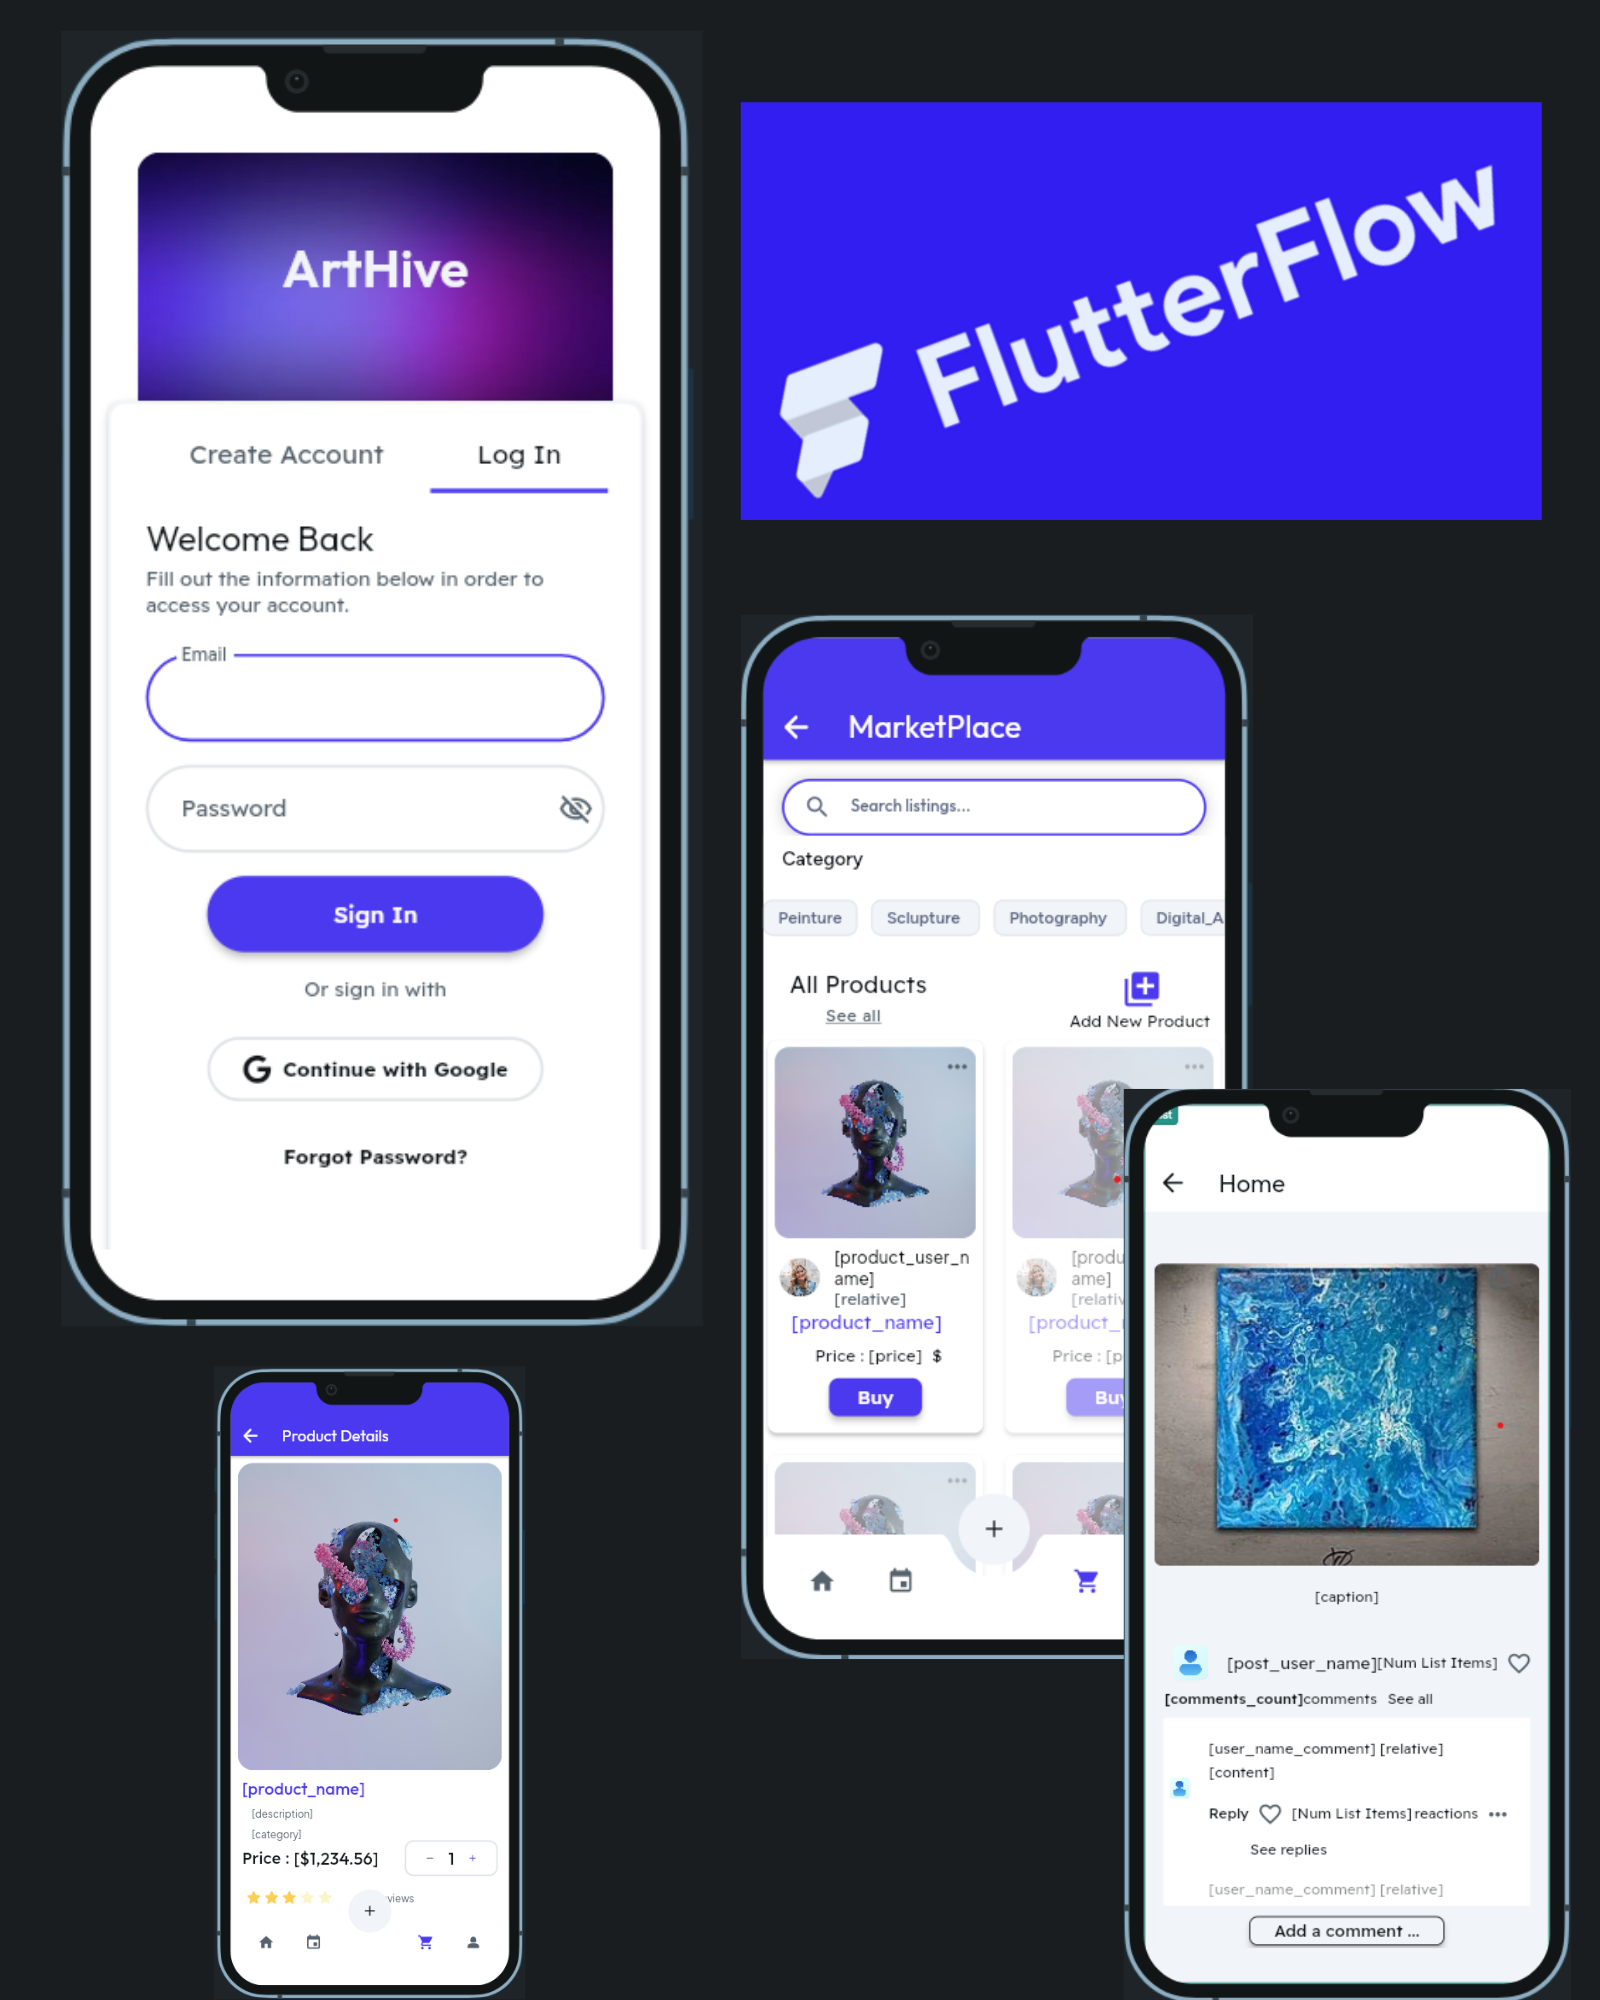 ArtHive
Create Account
Log In
Welcome Back
Fill out the information below in order to
access your account.
Email
Password
Sign In
Or sign in with
Continue with Google
Forgot Password?
FlutterFlow
MarketPlace
Search listings...
Category
Peinture
Sclupture
Photography
Digital_A
All Products
See all
Add New Product
[product_user_n
ame]
[relative]
[product_name]
Price : [price] $
Buy
[produ
ame]
[relativ
[product_
Price : [p
Buy
st
Home
[caption]
[post_user_name][Num List Items]
[comments_count]comments See all
[user_name_comment] [relative]
[content]
Reply [Num List Items] reactions
See replies
[user_name_comment] [relative]
Add a comment ...
Product Details
[product_name]
[description]
[category]
Price : [$1,234.56]
− 1 +
views